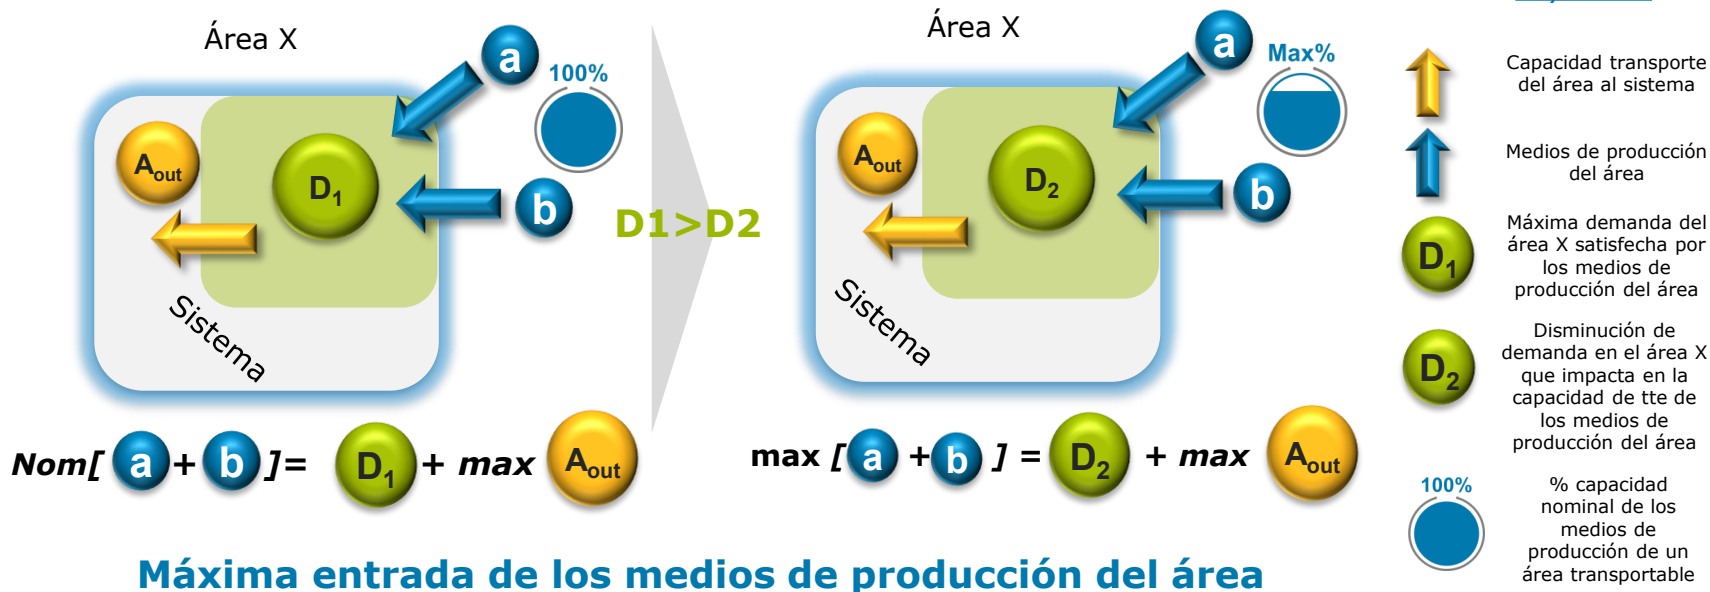 Área X
a
100%
A out
D1
b
Sistema
Nom[ a + b ]= D1 + max Aout
D1>D2
Área X
a
Max%
A out
D2
b
Sistema
max [ a + b ] = D2 + max Aout
Máxima entrada de los medios de producción del área
Capacidad transporte
del área al sistema
Medios de producción
del área
D1
Máxima demanda del
área X satisfecha por
los medios de
producción del área
D2
Disminución de
demanda en el área X
que impacta en la
capacidad de tte de
los medios de
producción del área
100%
% capacidad
nominal de los
medios de
producción de un
área transportable